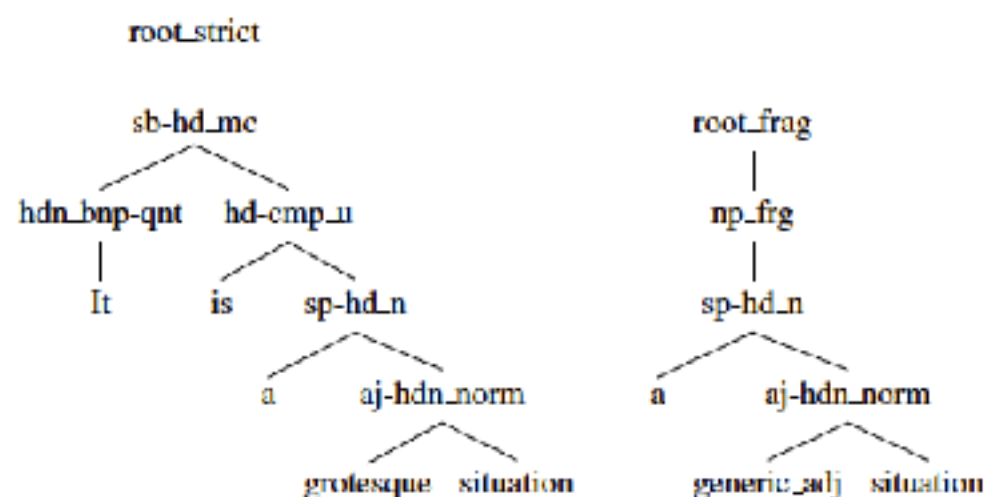 root_strict
sb-hd_mc root_frag
hdn_bnp-qnt hd-cmp_u np_frg
It is sp-hd_n sp-hd_n
a aj-hdn_norm a aj-hdn_norm
grotesque situation generic_adj situation